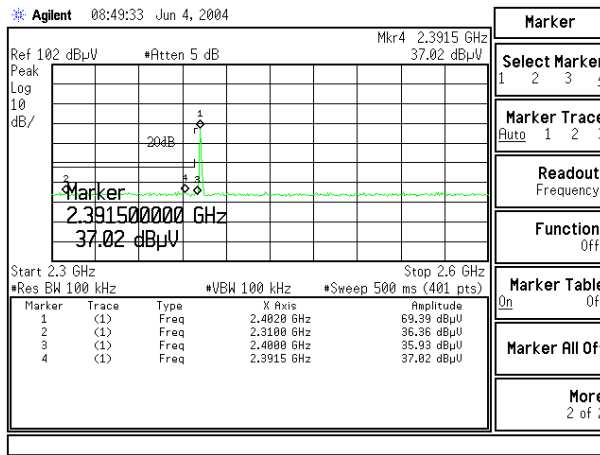 Agilent 08:49:33 Jun 4, 2004
Mkr4 2.3915 GHz
Ref 102 dBµV #Atten 5 dB 37.02 dBµV
Peak
Log
10
dB/
1
20dB
2 4 3
Marker
2.391500000 GHz
37.02 dBµV
Start 2.3 GHz Stop 2.6 GHz
#Res BW 100 kHz #VBW 100 kHz #Sweep 500 ms (401 pts)
Marker Trace Type X Axis Amplitude
1 (1) Freq 2.4020 GHz 69.39 dBµV
2 (1) Freq 2.3100 GHz 36.36 dBµV
3 (1) Freq 2.4000 GHz 35.93 dBµV
4 (1) Freq 2.3915 GHz 37.02 dBµV
Marker
Select Marker
1 2 3 4
Marker Trace
Auto 1 2 3
Readout
Frequency
Function
Off
Marker Table
On Of
Marker All Of
More
2 of 2